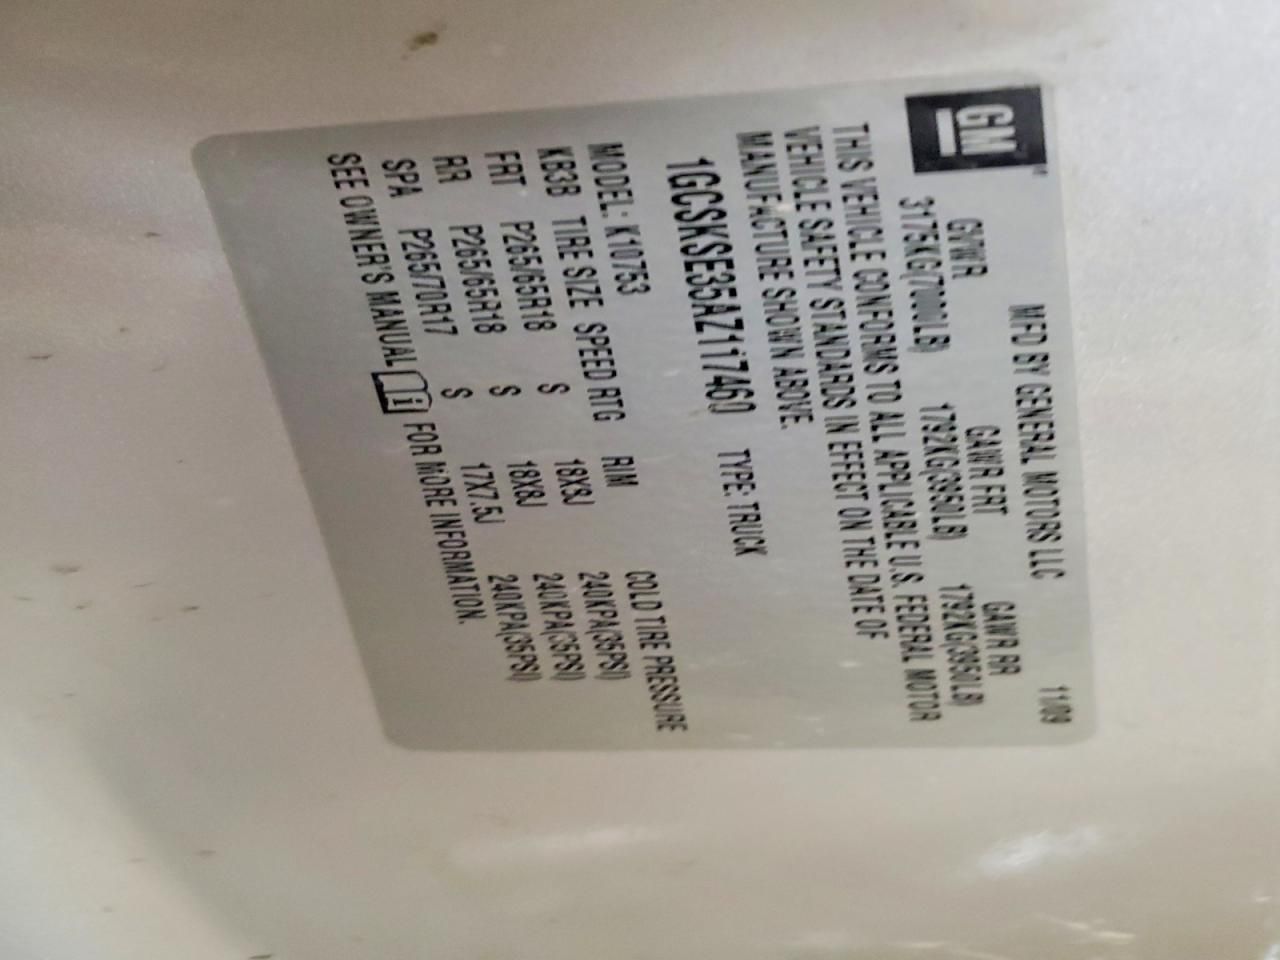 GM
MFD BY GENERAL MOTORS LLC 11/09
GVWR GAWR FRT GAWR RR
3175KG(7000LB) 1792KG(3950LB) 1792KG(3950LB)
THIS VEHICLE CONFORMS TO ALL APPLICABLE U.S. FEDERAL MOTOR
VEHICLE SAFETY STANDARDS IN EFFECT ON THE DATE OF
MANUFACTURE SHOWN ABOVE.
1GCSKSE35AZ117460 TYPE: TRUCK
MODEL: K10753 COLD TIRE PRESSURE
KB3B TIRE SIZE SPEED RTG RIM
FRT P265/65R18 S 18X8J 240KPA(35PSI)
RR P265/65R18 S 18X8J 240KPA(35PSI)
SPA P265/70R17 S 17X7.5J 240KPA(35PSI)
SEE OWNER'S MANUAL i FOR MORE INFORMATION.